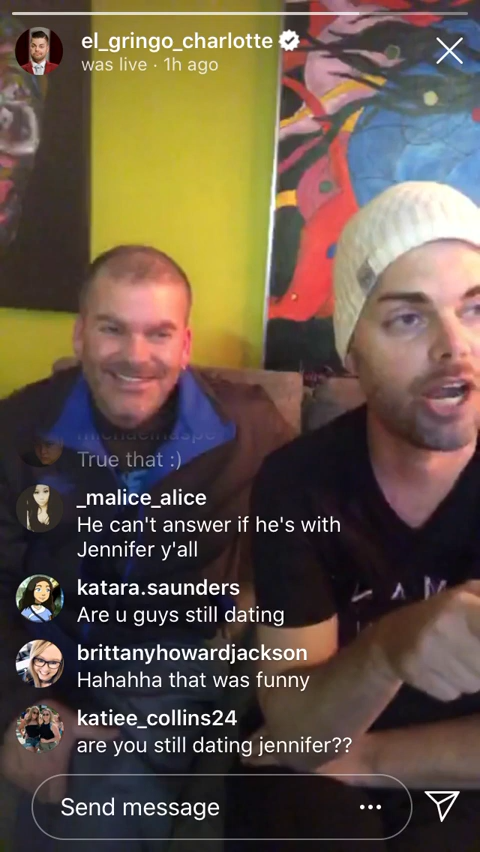 el_gringo_charlotte
was live · 1h ago
True that :)
_malice_alice
He can't answer if he's with
Jennifer y'all
katara.saunders
Are u guys still dating
brittanyhowardjackson
Hahahha that was funny
katiee_collins24
are you still dating jennifer??
Send message